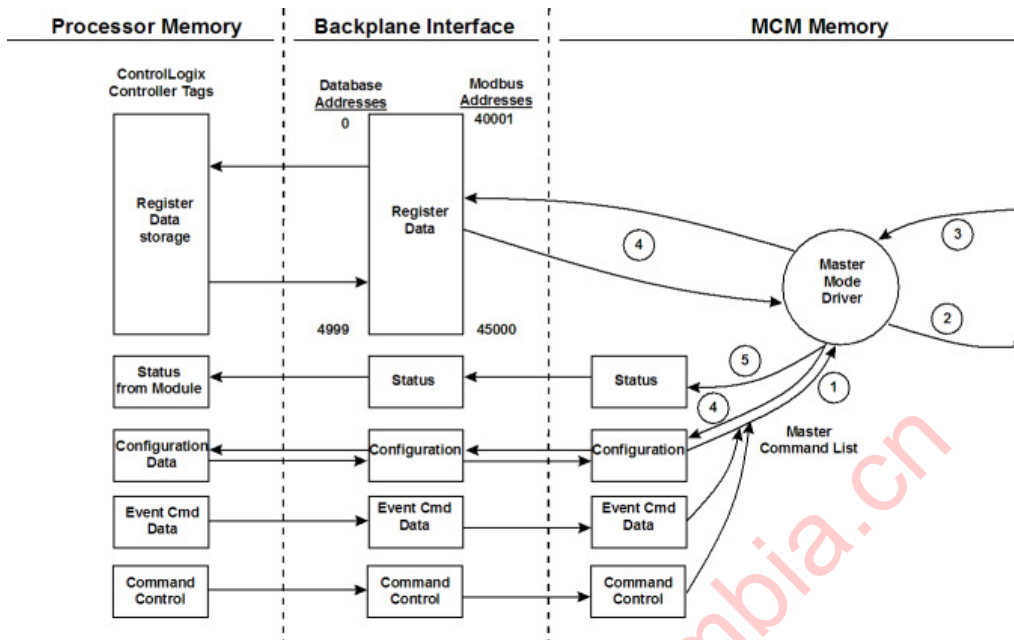 Processor Memory
Backplane Interface
MCM Memory
ControlLogix
Controller Tags
Database
Addresses
Modbus
Addresses
0
40001
Register
Data
storage
Register
Data
4
3
Master
Mode
Driver
2
4999
45000
5
1
Status
from Module
Status
Status
4
Master
Command List
Configuration
Data
Configuration
Configuration
Event Cmd
Data
Event Cmd
Data
Event Cmd
Data
Command
Control
Command
Control
Command
Control
mbia.cn